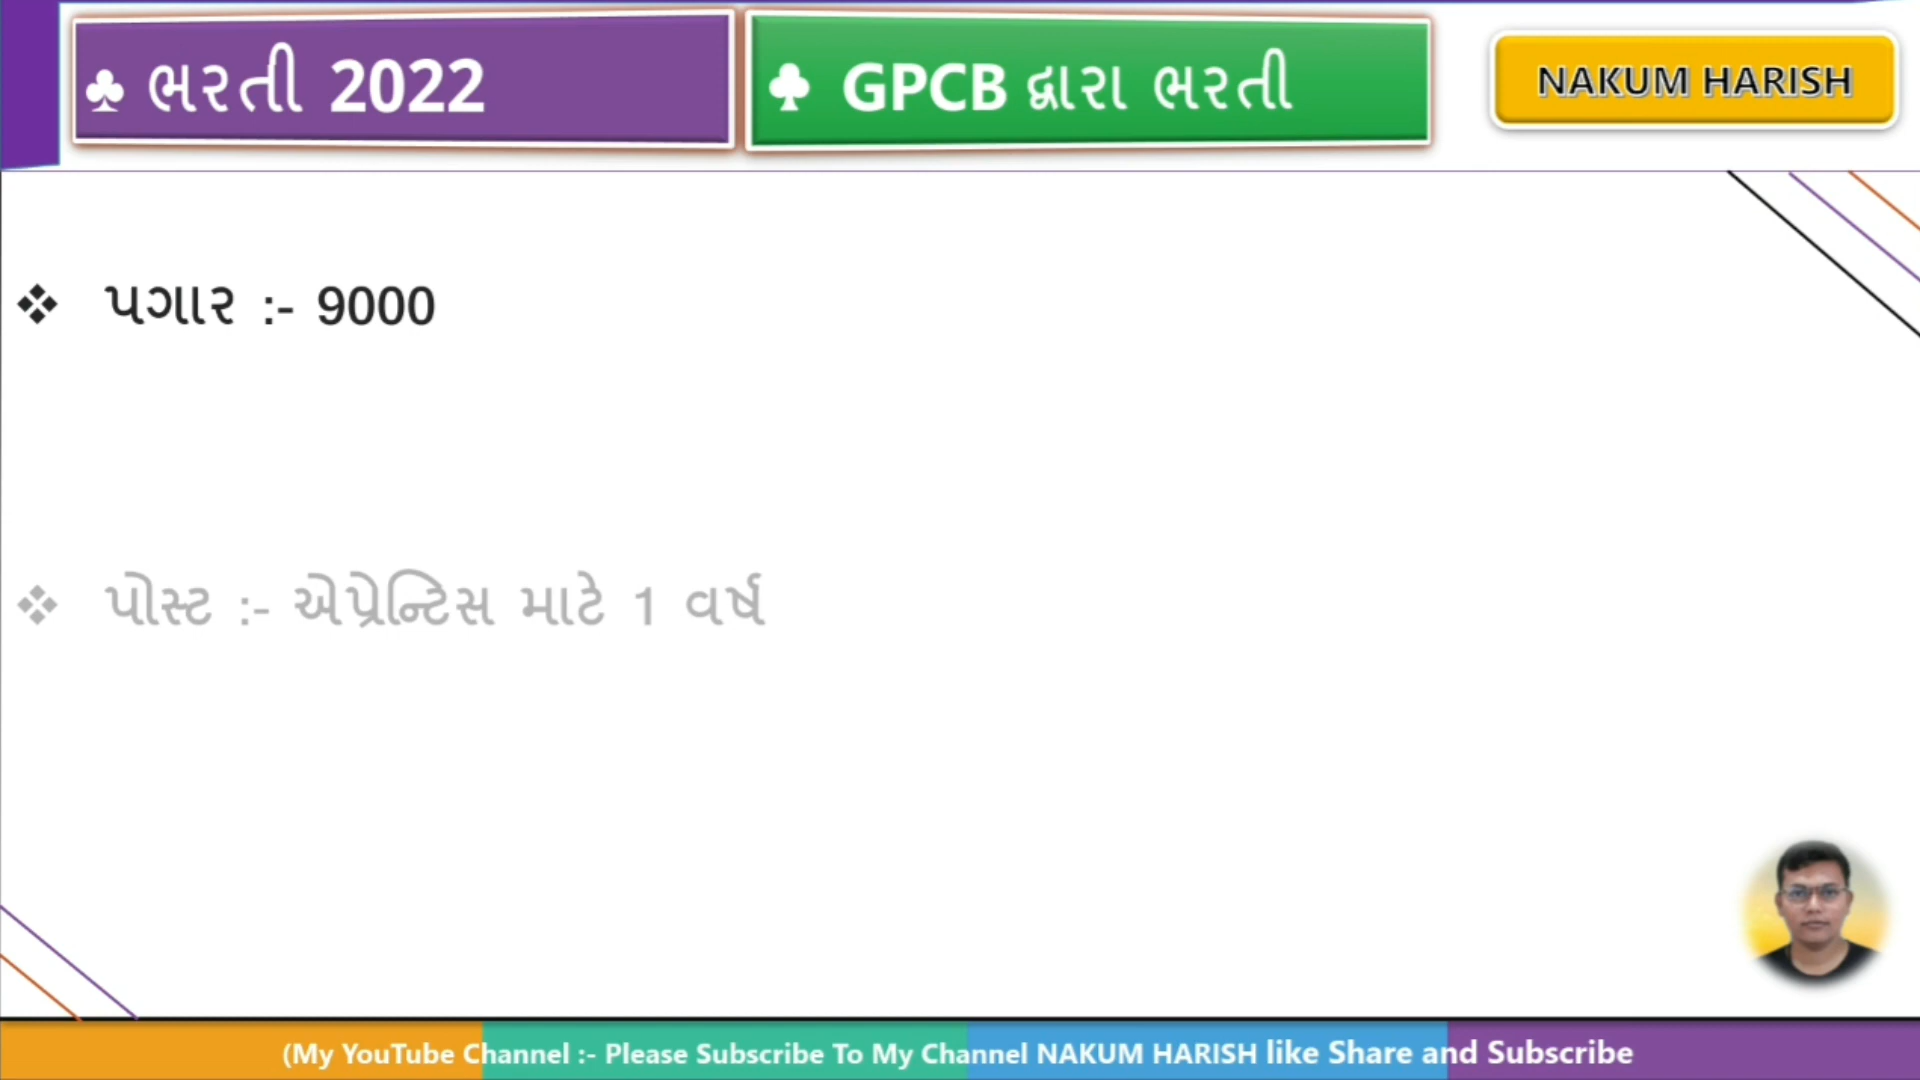 ♣ ભરતી 2022
♣ GPCB દ્વારા ભરતી
NAKUM HARISH
❖ પગાર :- 9000
❖ પોસ્ટ :- એપ્રેન્ટિસ માટે 1 વર્ષ
(My YouTube Channel :- Please Subscribe To My Channel NAKUM HARISH like Share and Subscribe